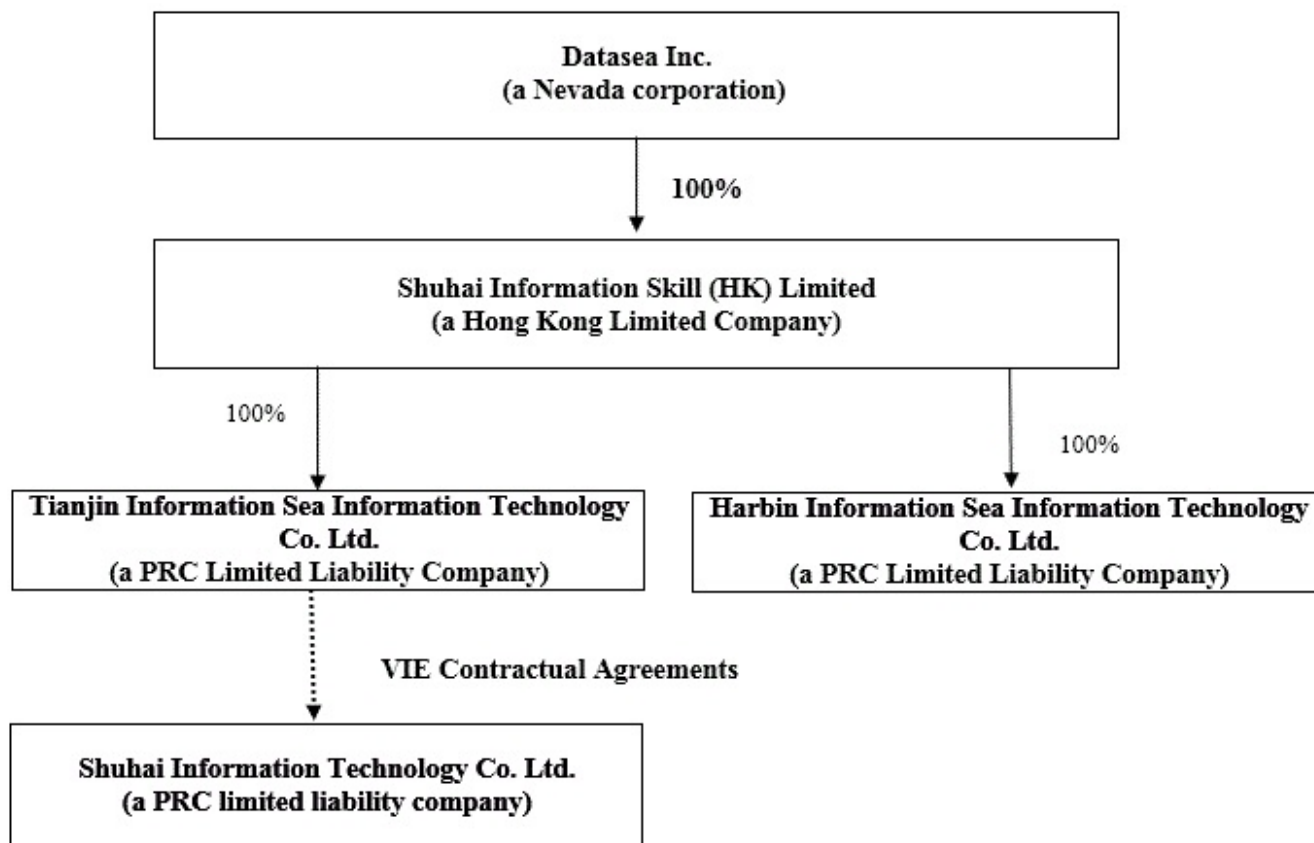 Datasea Inc.
(a Nevada corporation)
100%
Shuhai Information Skill (HK) Limited
(a Hong Kong Limited Company)
100%
100%
Tianjin Information Sea Information Technology
Co. Ltd.
(a PRC Limited Liability Company)
Harbin Information Sea Information Technology
Co. Ltd.
(a PRC Limited Liability Company)
VIE Contractual Agreements
Shuhai Information Technology Co. Ltd.
(a PRC limited liability company)